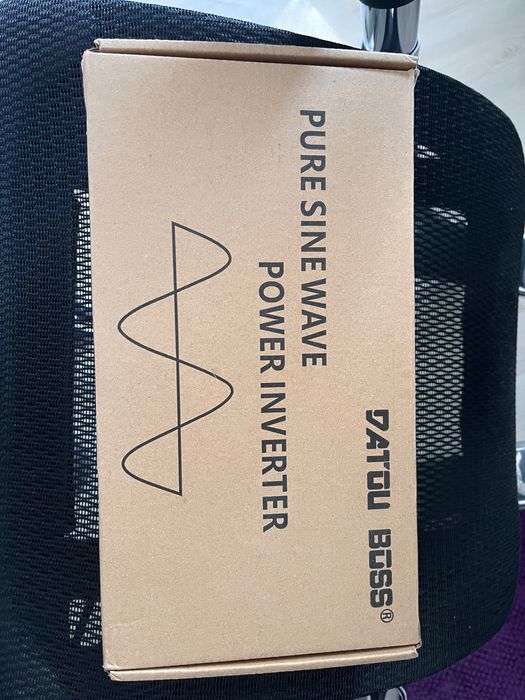 DATOU BOSS®
PURE SINE WAVE
POWER INVERTER